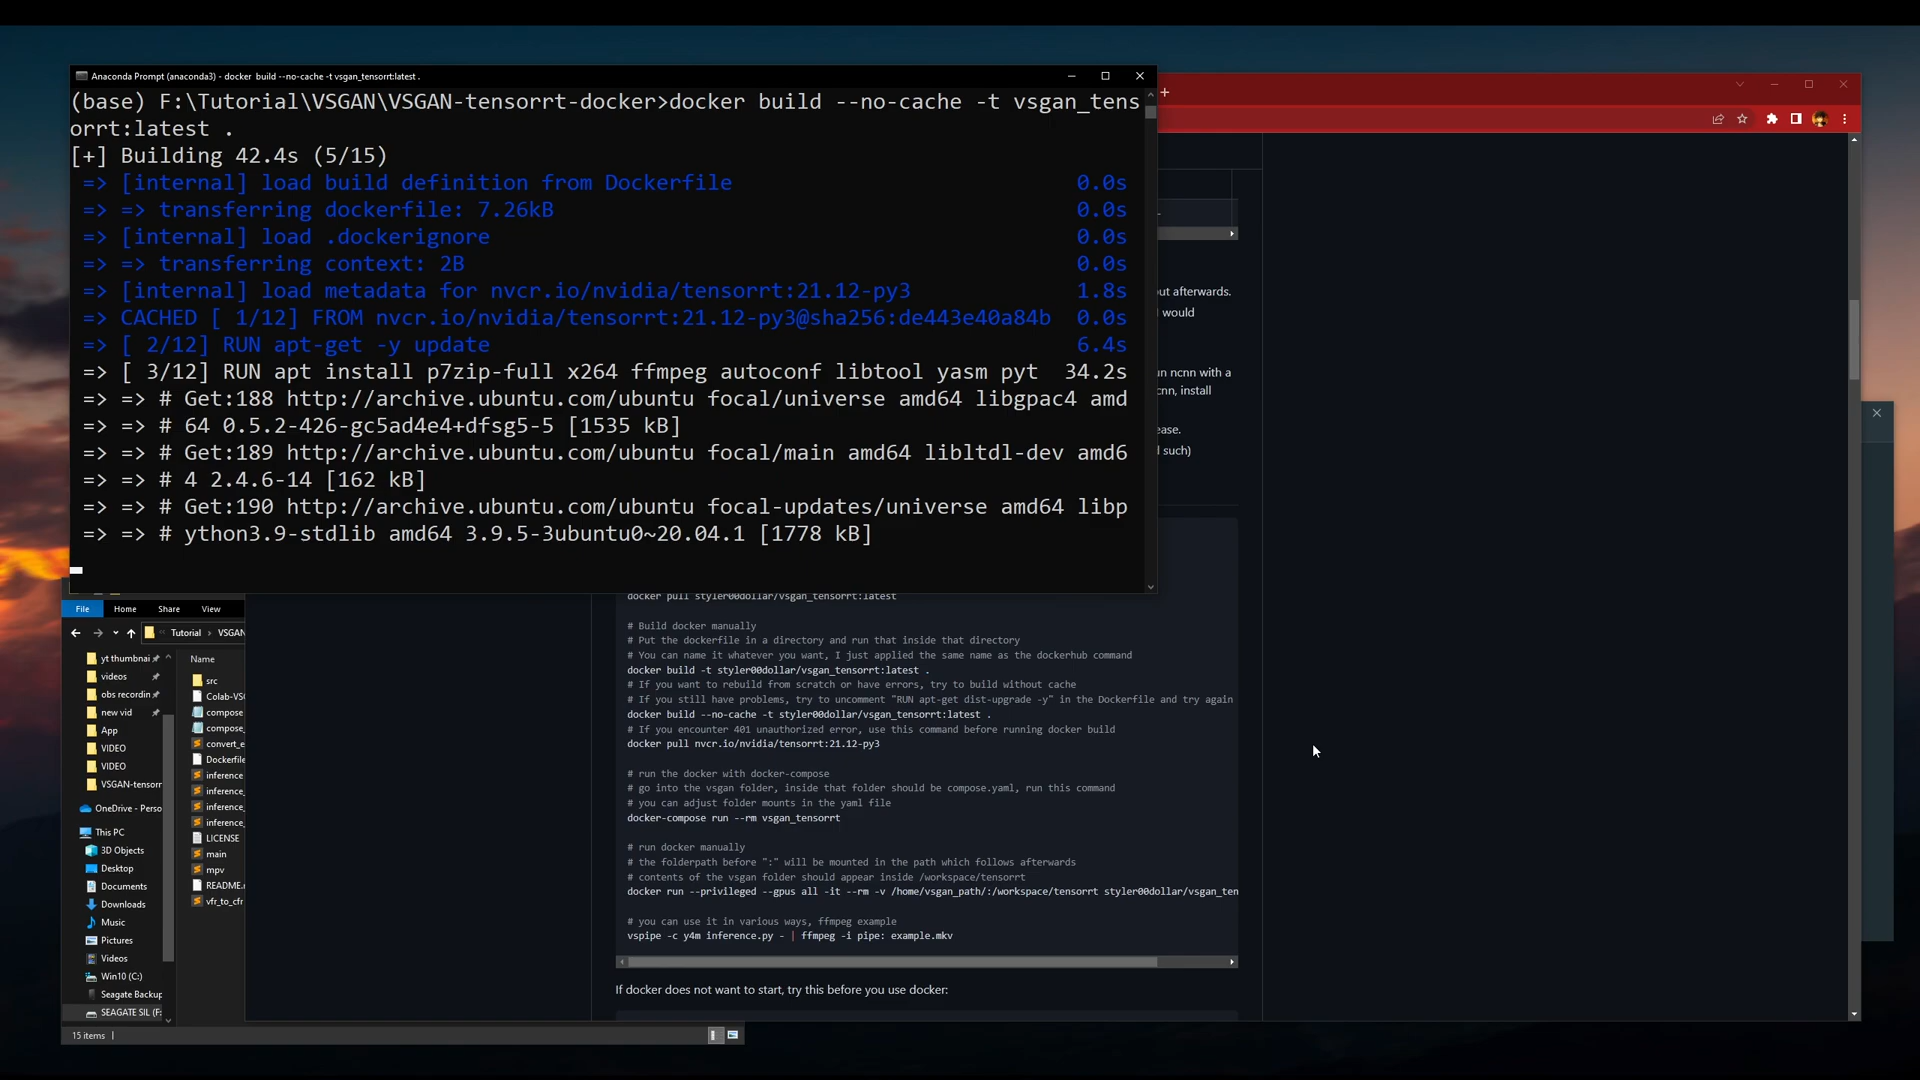 Anaconda Prompt (anaconda3) - docker build --no-cache -t vsgan_tensorrt:latest .
(base) F:\Tutorial\VSGAN\VSGAN-tensorrt-docker>docker build --no-cache -t vsgan_tens
orrt:latest .
[+] Building 42.4s (5/15)
=> [internal] load build definition from Dockerfile 0.0s
=> => transferring dockerfile: 7.26kB 0.0s
=> [internal] load .dockerignore 0.0s
=> => transferring context: 2B 0.0s
=> [internal] load metadata for nvcr.io/nvidia/tensorrt:21.12-py3 1.8s
=> CACHED [ 1/12] FROM nvcr.io/nvidia/tensorrt:21.12-py3@sha256:de443e40a84b 0.0s
=> [ 2/12] RUN apt-get -y update 6.4s
=> [ 3/12] RUN apt install p7zip-full x264 ffmpeg autoconf libtool yasm pyt 34.2s
=> => # Get:188 http://archive.ubuntu.com/ubuntu focal/universe amd64 libgpac4 amd
=> => # 64 0.5.2-426-gc5ad4e4+dfsg5-5 [1535 kB]
=> => # Get:189 http://archive.ubuntu.com/ubuntu focal/main amd64 libltdl-dev amd6
=> => # 4 2.4.6-14 [162 kB]
=> => # Get:190 http://archive.ubuntu.com/ubuntu focal-updates/universe amd64 libp
=> => # ython3.9-stdlib amd64 3.9.5-3ubuntu0~20.04.1 [1778 kB]
ut afterwards.
would
un ncnn with a
cnn, install
ease.
d such)
docker pull styler00dollar/vsgan_tensorrt:latest
# Build docker manually
# Put the dockerfile in a directory and run that inside that directory
# You can name it whatever you want, I just applied the same name as the dockerhub command
docker build -t styler00dollar/vsgan_tensorrt:latest .
# If you want to rebuild from scratch or have errors, try to build without cache
# If you still have problems, try to uncomment "RUN apt-get dist-upgrade -y" in the Dockerfile and try again
docker build --no-cache -t styler00dollar/vsgan_tensorrt:latest .
# If you encounter 401 unauthorized error, use this command before running docker build
docker pull nvcr.io/nvidia/tensorrt:21.12-py3
# run the docker with docker-compose
# go into the vsgan folder, inside that folder should be compose.yaml, run this command
# you can adjust folder mounts in the yaml file
docker-compose run --rm vsgan_tensorrt
# run docker manually
# the folderpath before ":" will be mounted in the path which follows afterwards
# contents of the vsgan folder should appear inside /workspace/tensorrt
docker run --privileged --gpus all -it --rm -v /home/vsgan_path/:/workspace/tensorrt styler00dollar/vsgan_ten
# you can use it in various ways, ffmpeg example
vspipe -c y4m inference.py - | ffmpeg -i pipe: example.mkv
If docker does not want to start, try this before you use docker:
File Home Share View
Tutorial VSGAN
yt thumbnai
videos
obs recordin
new vid
App
VIDEO
VIDEO
VSGAN-tensorr
OneDrive - Perso
This PC
3D Objects
Desktop
Documents
Downloads
Music
Pictures
Videos
Win10 (C:)
Seagate Backup
SEAGATE SIL (F:
Name
src
Colab-VSG
compose
compose_
convert_e
Dockerfile
inference
inference_
inference_
inference_
LICENSE
main
mpv
README.
vfr_to_cfr
15 items